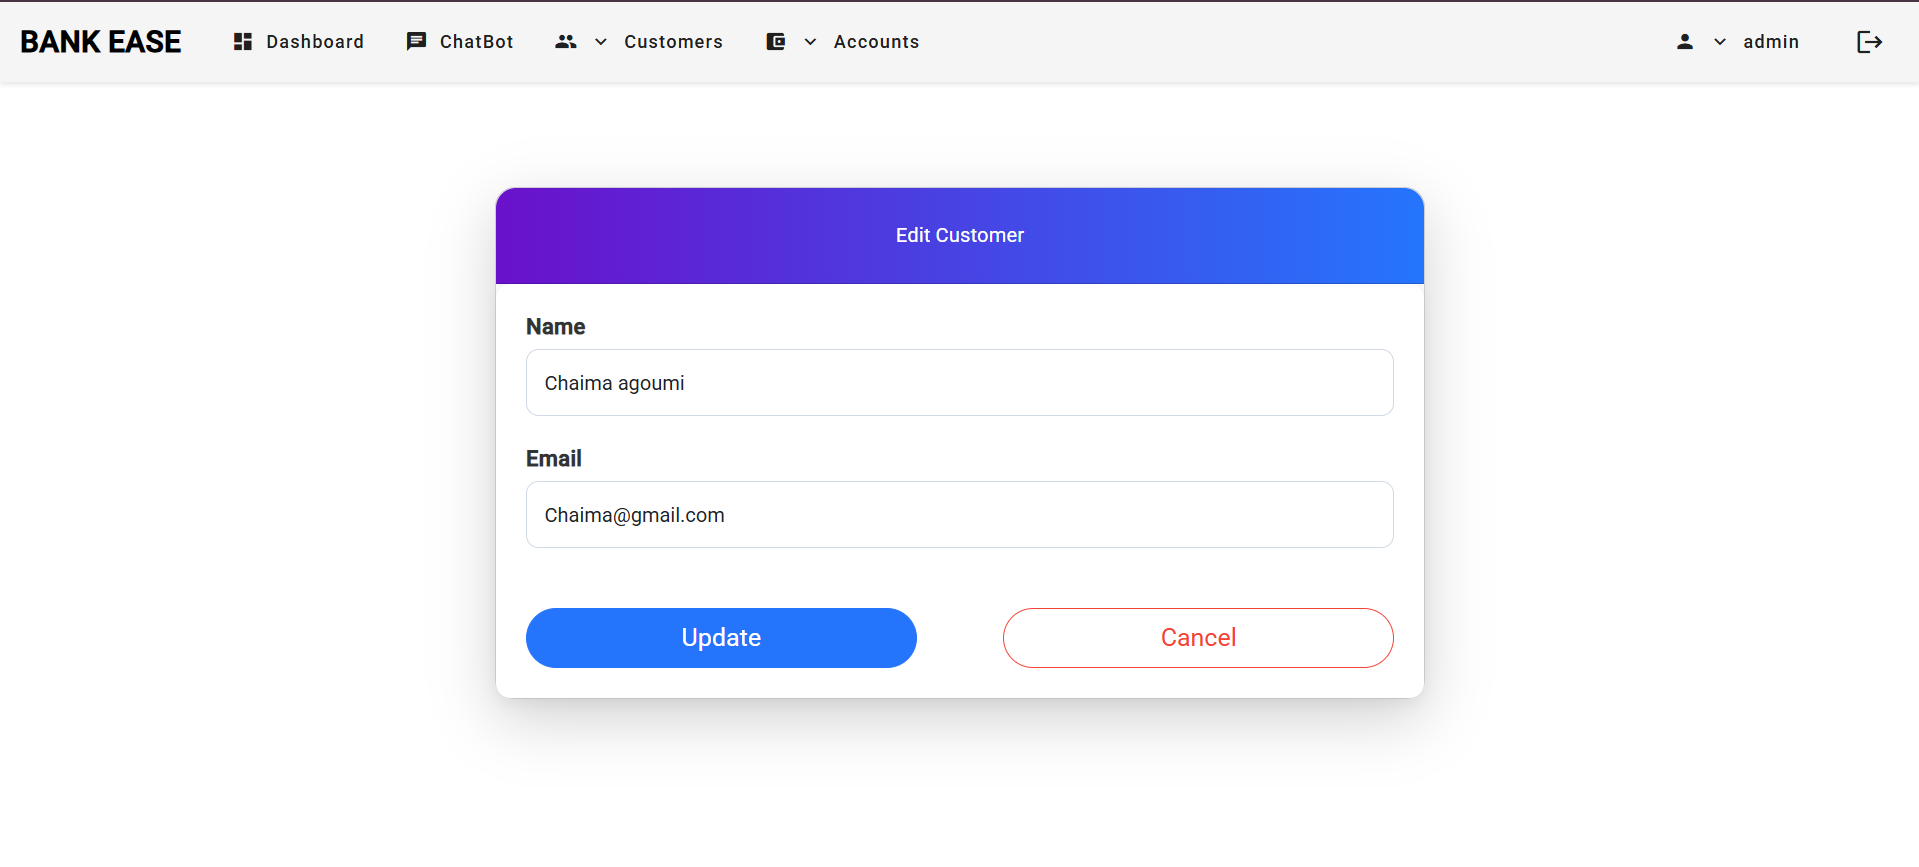 BANK EASE Dashboard ChatBot Customers Accounts admin
Edit Customer
Name
Chaima agoumi
Email
Chaima@gmail.com
Update Cancel